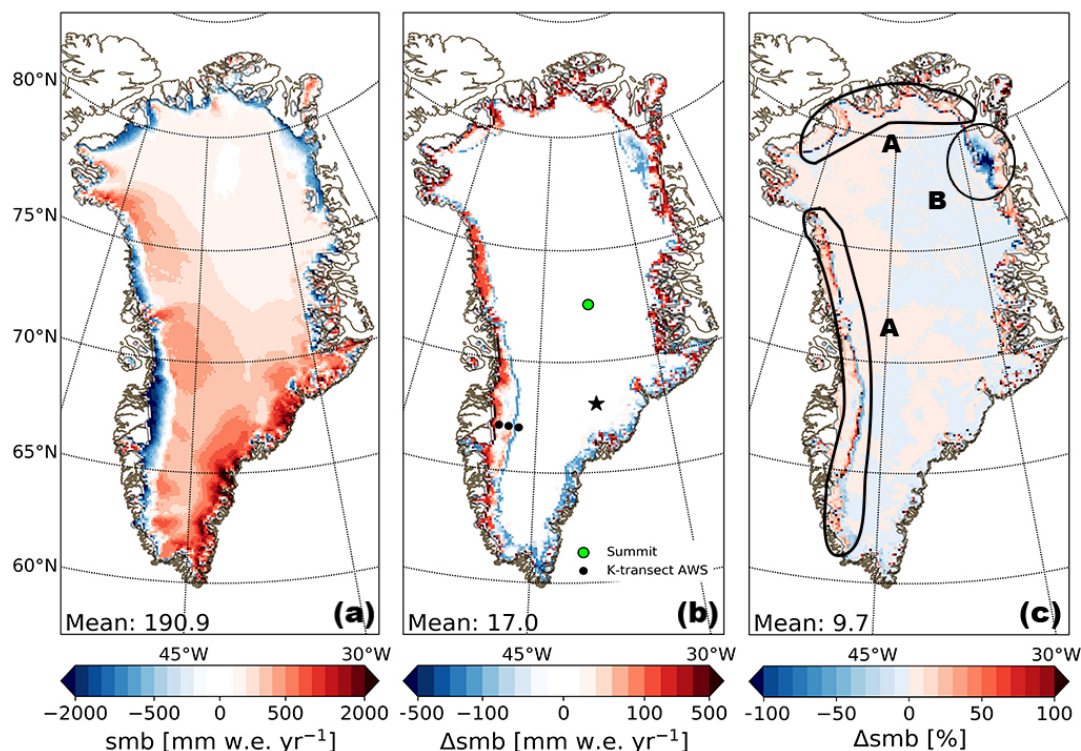 80°N
75°N
70°N
65°N
60°N
A
B
A
Summit
K-transect AWS
Mean: 190.9
(a)
Mean: 17.0
(b)
Mean: 9.7
(c)
45°W
30°W
45°W
30°W
45°W
30°W
−2000
−500
0
500
2000
-500
−100
0
100
500
-100
−50
0
50
100
smb [mm w.e. yr⁻¹]
Δsmb [mm w.e. yr⁻¹]
Δsmb [%]